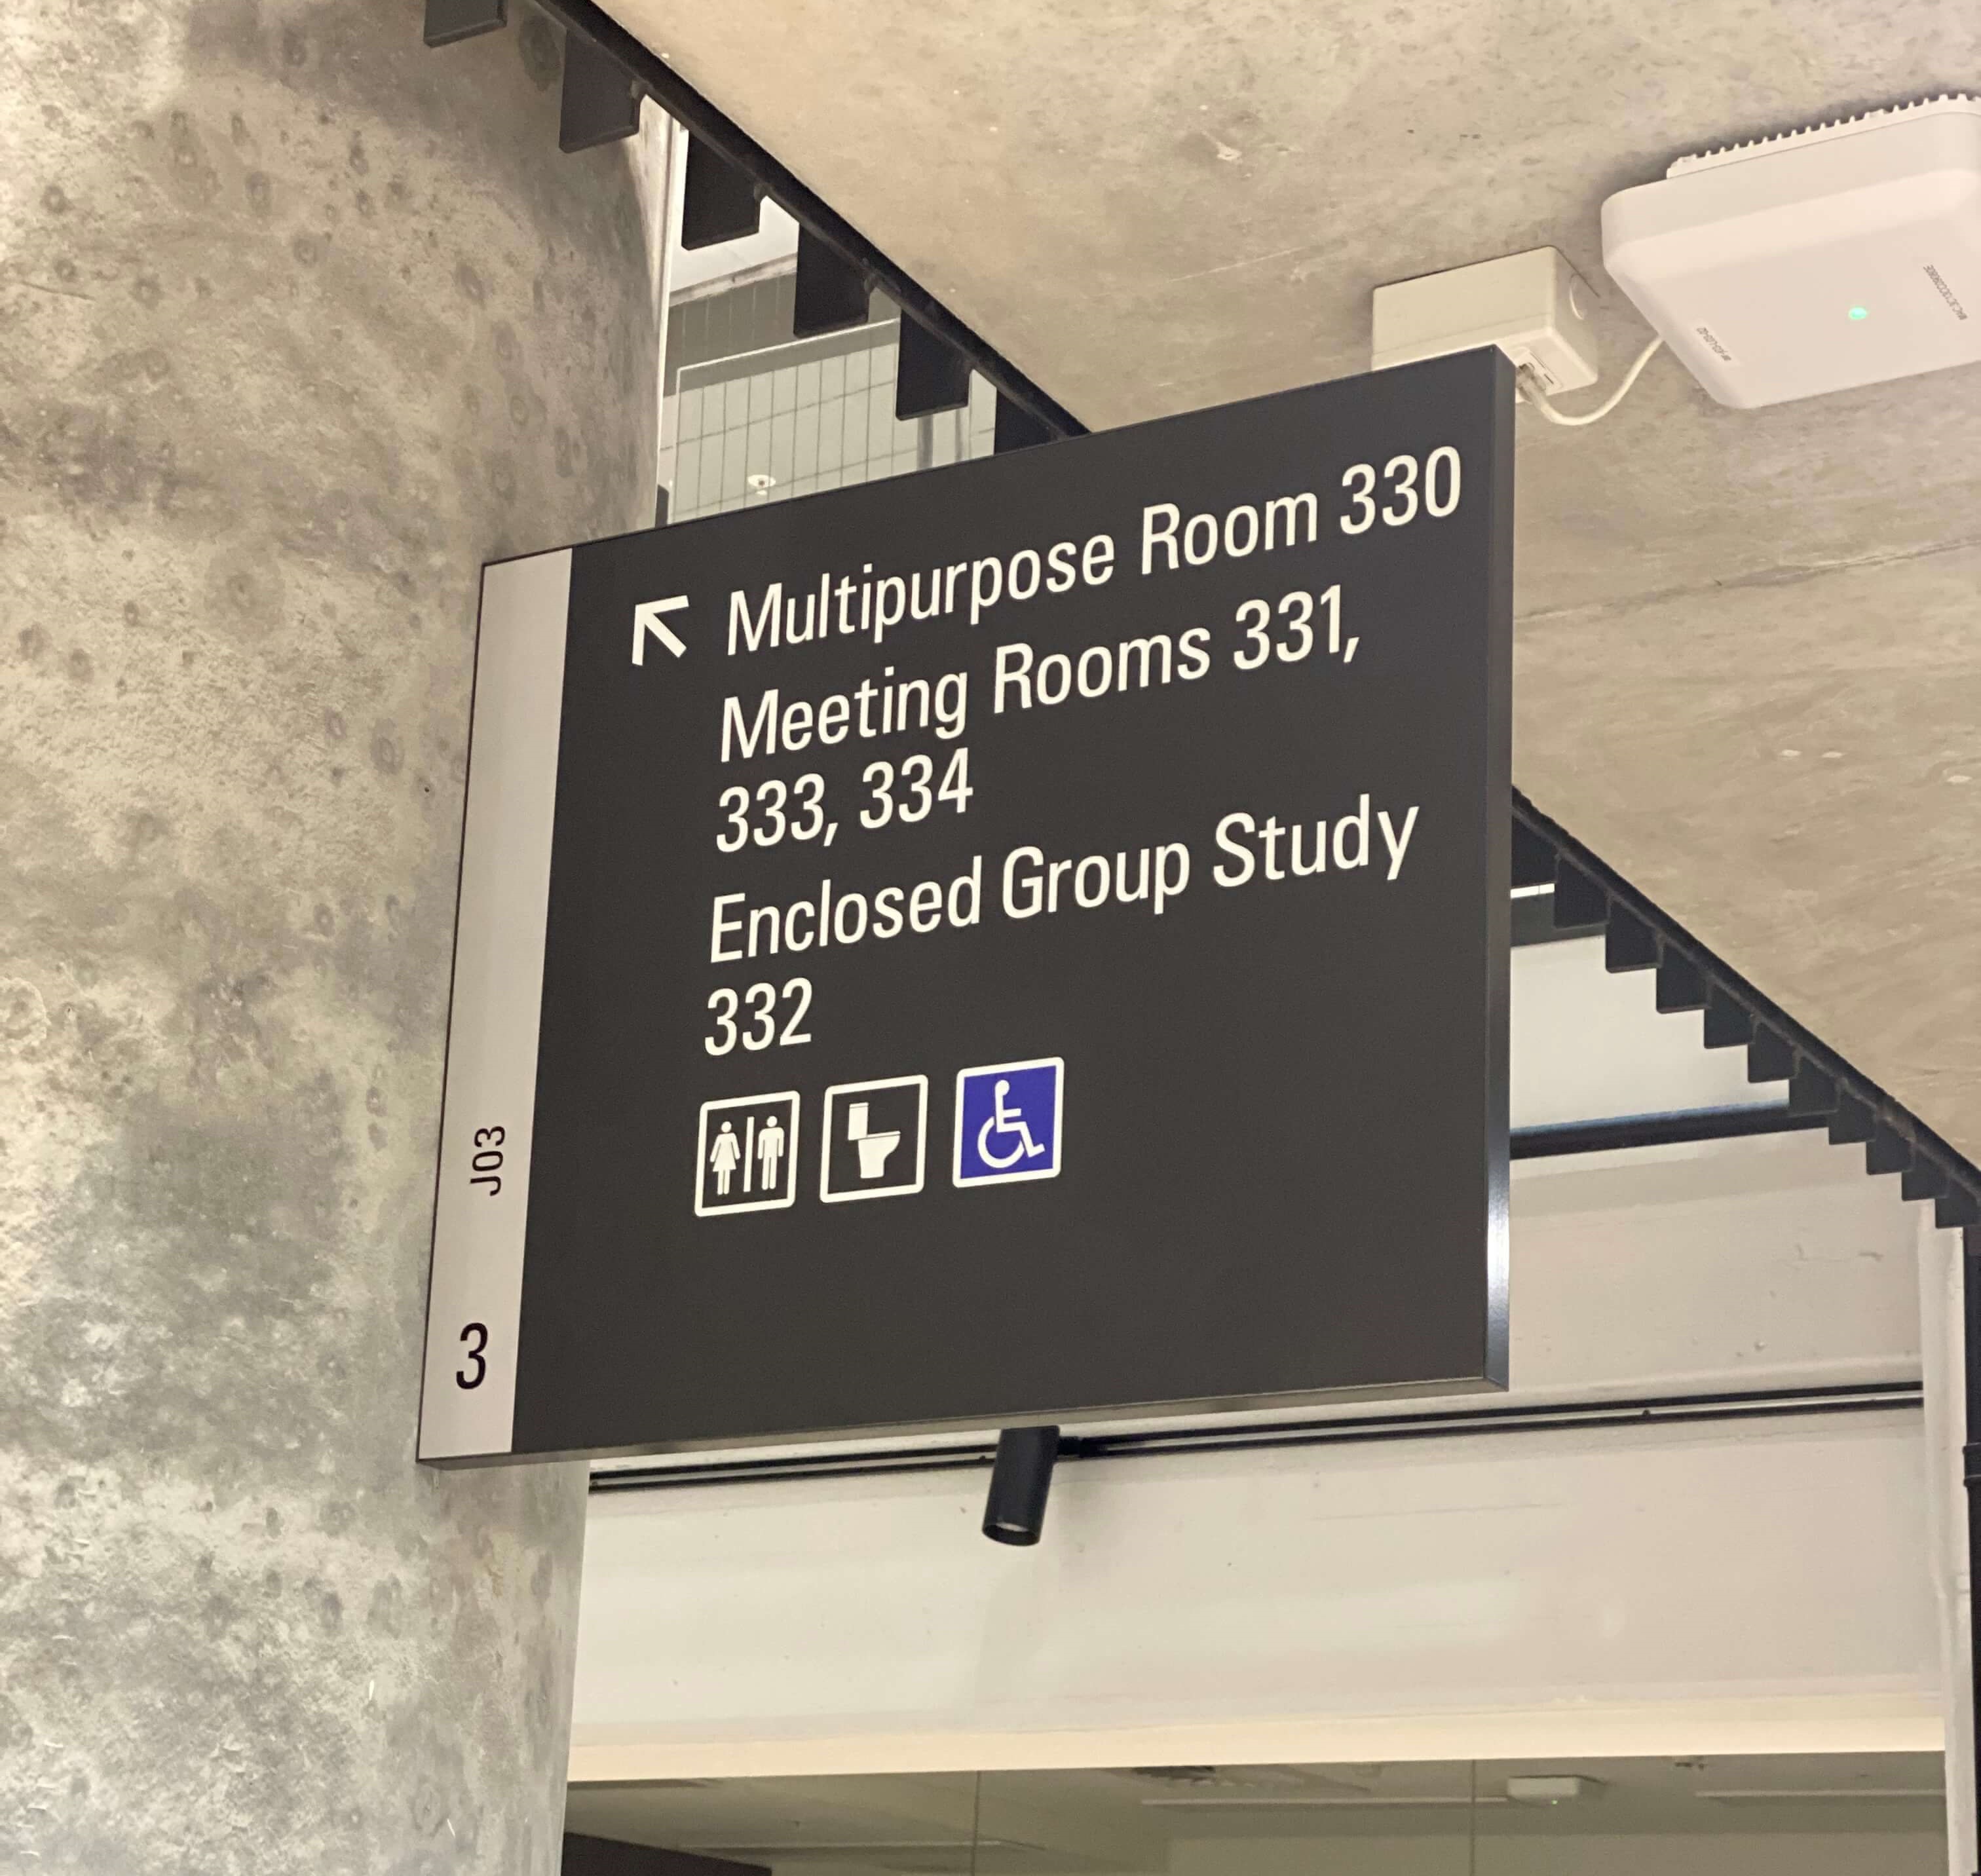 Multipurpose Room 330
Meeting Rooms 331,
333, 334
Enclosed Group Study
332
J03
3